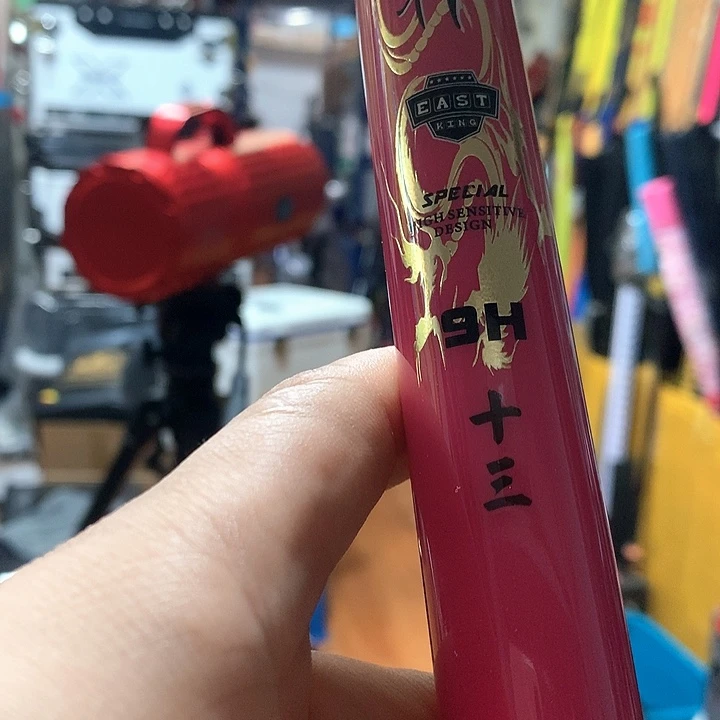 EAST
KING
SPECIAL
HIGH SENSITIVE
DESIGN
9H
十
三